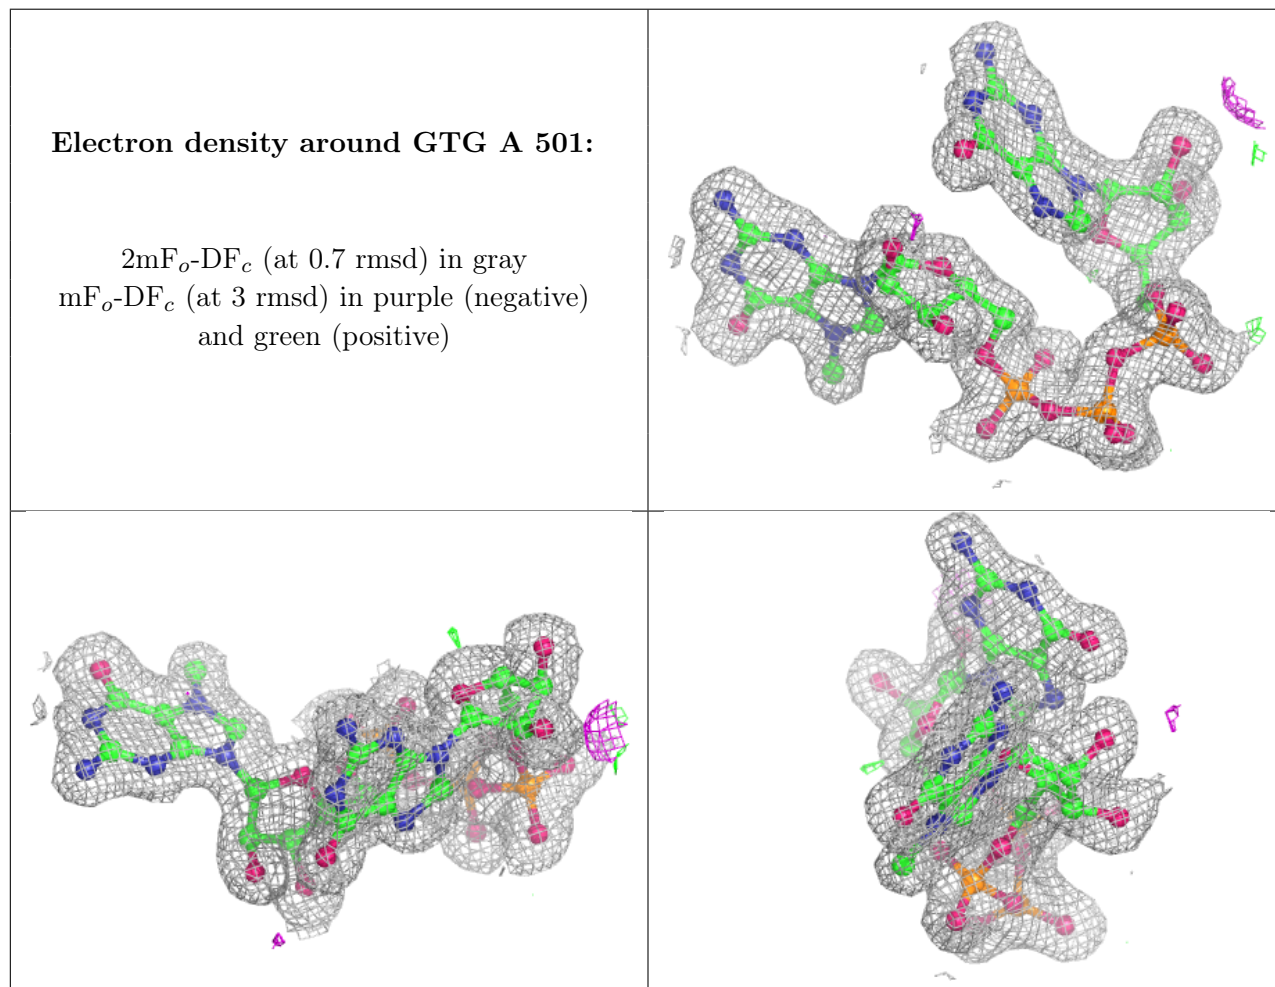 Electron density around GTG A 501:
2mFo-DFc (at 0.7 rmsd) in gray
mFo-DFc (at 3 rmsd) in purple (negative)
and green (positive)